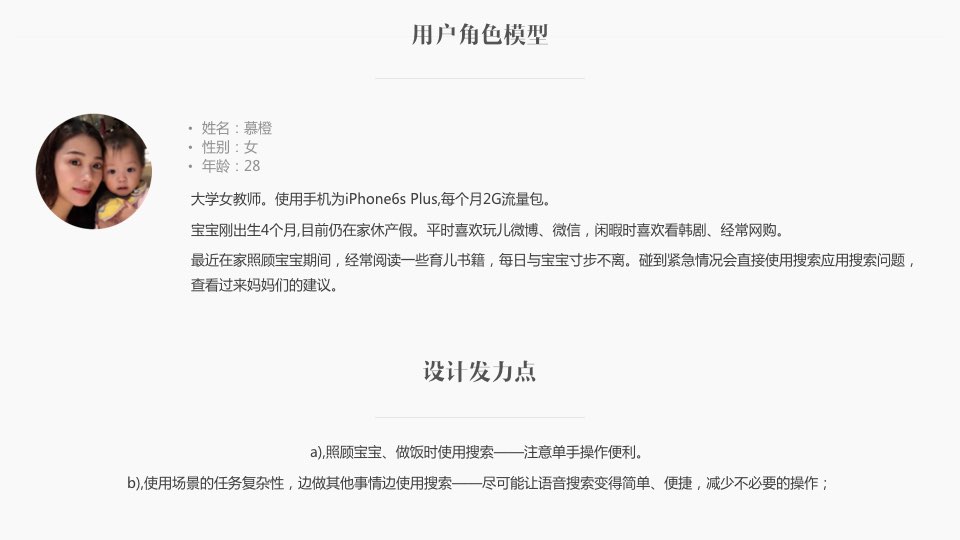 用户角色模型
• 姓名：慕橙
• 性别：女
• 年龄：28
大学女教师。使用手机为iPhone6s Plus,每个月2G流量包。
宝宝刚出生4个月,目前仍在家休产假。平时喜欢玩儿微博、微信，闲暇时喜欢看韩剧、经常网购。
最近在家照顾宝宝期间，经常阅读一些育儿书籍，每日与宝宝寸步不离。碰到紧急情况会直接使用搜索应用搜索问题，
查看过来妈妈们的建议。
设计发力点
a),照顾宝宝、做饭时使用搜索——注意单手操作便利。
b),使用场景的任务复杂性，边做其他事情边使用搜索——尽可能让语音搜索变得简单、便捷，减少不必要的操作；